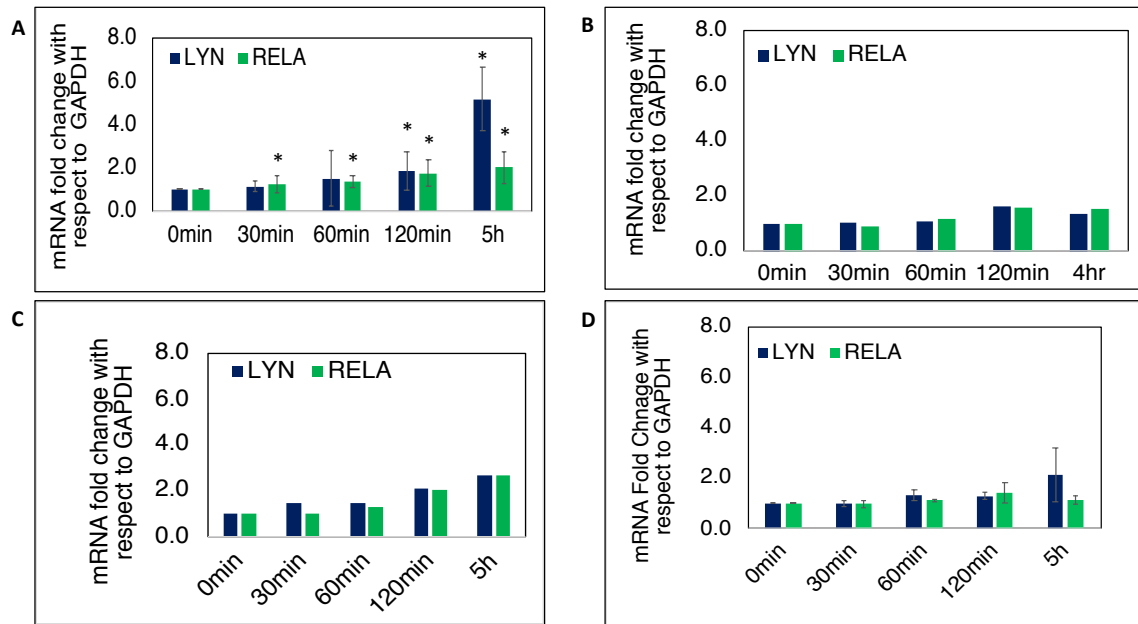 A
mRNA fold change with
respect to GAPDH
8.0
6.0
4.0
2.0
0.0
LYN RELA
* * * * * *
0min 30min 60min 120min 5h
B
mRNA fold change with
respect to GAPDH
8.0
6.0
4.0
2.0
0.0
LYN RELA
0min 30min 60min 120min 4hr
C
mRNA fold change with
respect to GAPDH
8.0
6.0
4.0
2.0
0.0
LYN RELA
0min 30min 60min 120min 5h
D
mRNA Fold Chnage with
respect to GAPDH
8.0
6.0
4.0
2.0
0.0
LYN RELA
0min 30min 60min 120min 5h